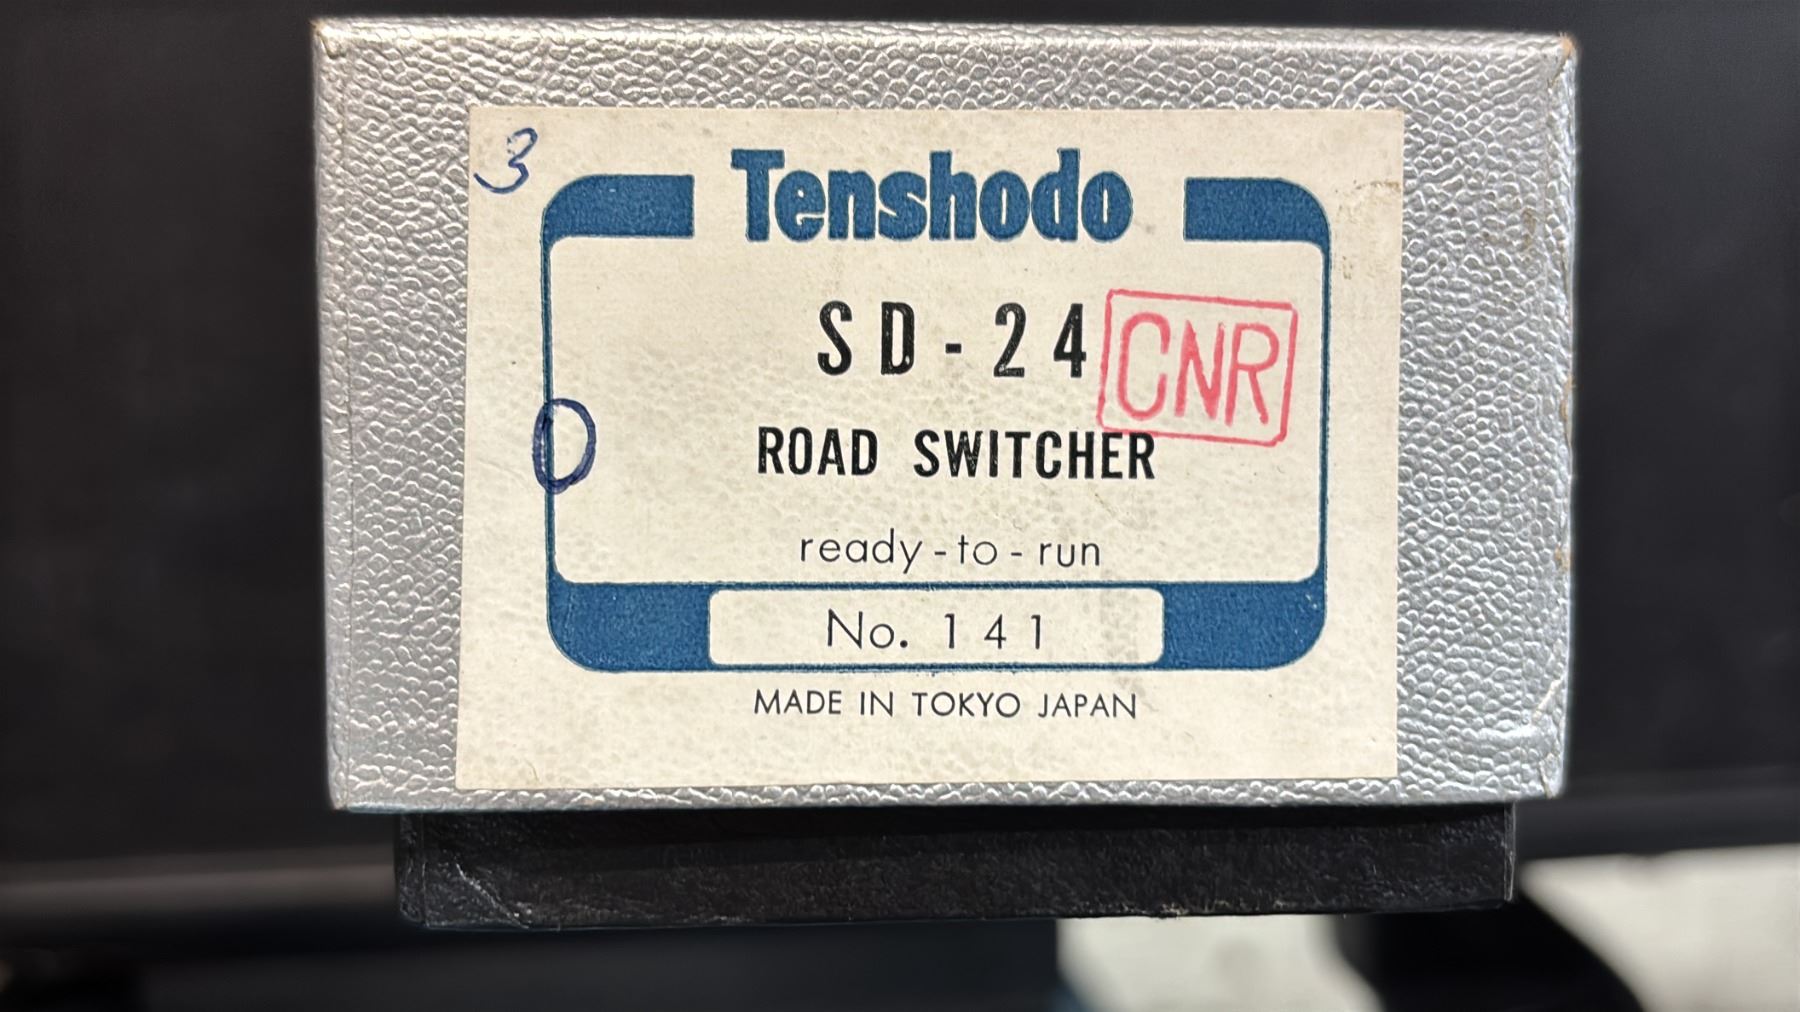 3
Tenshodo
SD-24 CNR
ROAD SWITCHER
ready-to-run
No. 141
MADE IN TOKYO JAPAN